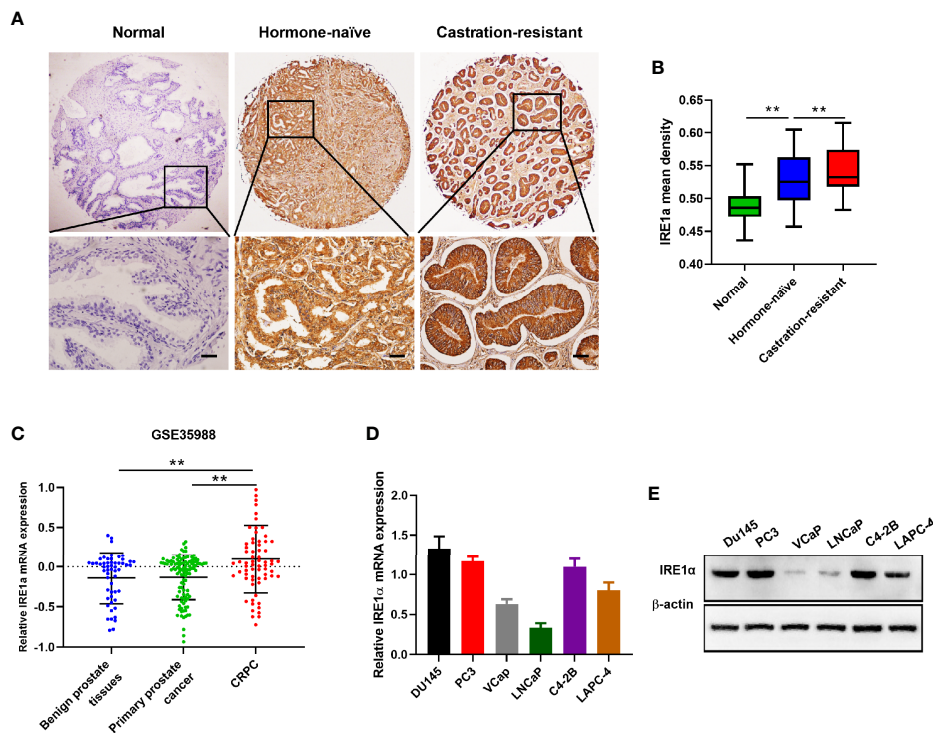 A
Normal
Hormone-naïve
Castration-resistant
B
IRE1a mean density
0.65
0.60
0.55
0.50
0.45
0.40
** **
Normal
Hormone-naïve
Castration-resistant
C
GSE35988
Relative IRE1a mRNA expression
1.0
0.5
0.0
-0.5
-1.0
**
**
Benign prostate
tissues
Primary prostate
cancer
CRPC
D
Relative IRE1α mRNA expression
2.0
1.5
1.0
0.5
0.0
DU145
PC3
VCap
LNCaP
C4-2B
LAPC-4
E
Du145
PC3
VCaP
LNCaP
C4-2B
LAPC-4
IRE1α
β-actin